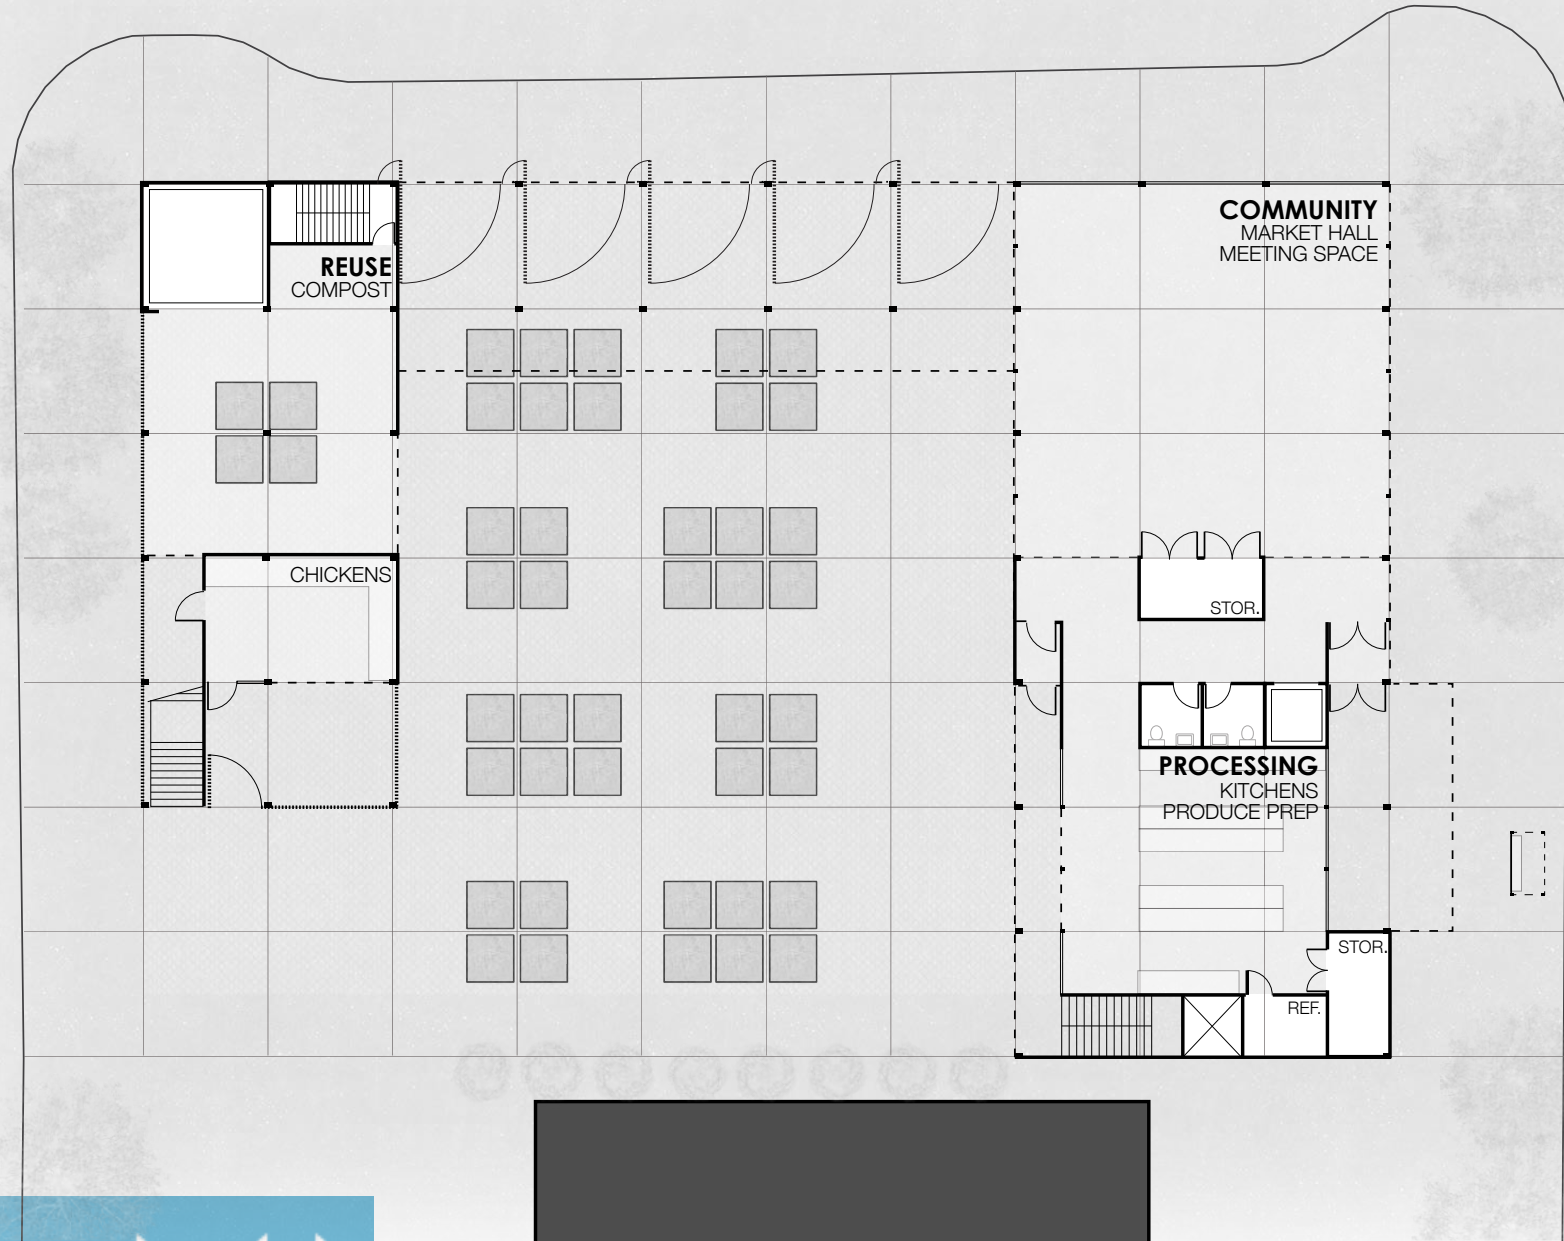 COMMUNITY
MARKET HALL
MEETING SPACE
REUSE
COMPOST
CHICKENS
STOR.
PROCESSING
KITCHENS
PRODUCE PREP
STOR.
REF.